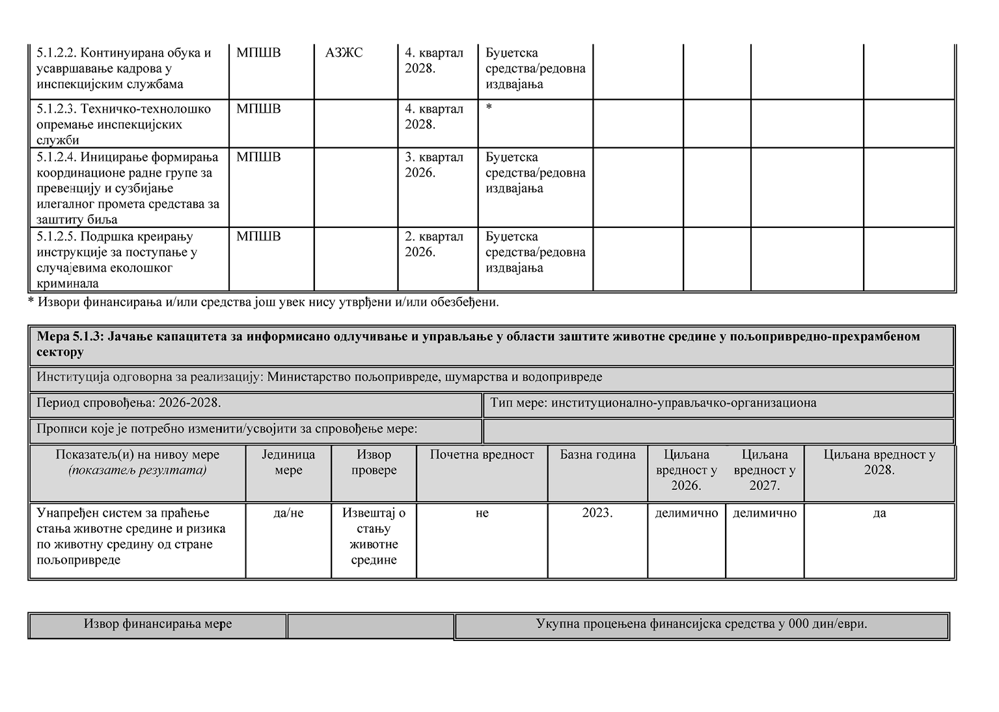 5.1.2.2. Континуирана обука и
усавршавање кадрова у
инспекцијским службама
МПШВ
АЗЖС
4. квартал
2028.
Буџетска
средства/редовна
издвајања
5.1.2.3. Техничко-технолошко
опремање инспекцијских
служби
МПШВ
4. квартал
2028.
*
5.1.2.4. Иницирање формирања
координационе радне групе за
превенцију и сузбијање
илегалног промета средстава за
заштиту биља
МПШВ
3. квартал
2026.
Буџетска
средства/редовна
издвајања
5.1.2.5. Подршка креирању
инструкције за поступање у
случајевима еколошког
криминала
МПШВ
2. квартал
2026.
Буџетска
средства/редовна
издвајања
* Извори финансирања и/или средства још увек нису утврђени и/или обезбеђени.
Мера 5.1.3: Јачање капацитета за информисано одлучивање и управљање у области заштите животне средине у пољопривредно-прехрамбеном
сектору
Институција одговорна за реализацију: Министарство пољопривреде, шумарства и водопривреде
Период спровођења: 2026-2028.
Тип мере: институционално-управљачко-организациона
Прописи које је потребно изменити/усвојити за спровођење мере:
Показатељ(и) на нивоу мере
(показатељ резултата)
Јединица
мере
Извор
провере
Почетна вредност
Базна година
Циљана
вредност у
2026.
Циљана
вредност у
2027.
Циљана вредност у
2028.
Унапређен систем за праћење
стања животне средине и ризика
по животну средину од стране
пољопривреде
да/не
Извештај о
стању
животне
средине
не
2023.
делимично
делимично
да
Извор финансирања мере
Укупна процењена финансијска средства у 000 дин/еври.